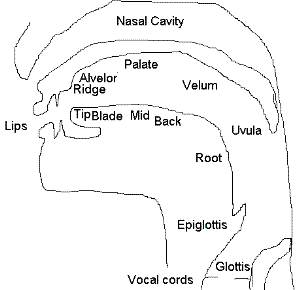 Nasal Cavity
Palate
Alvelor
Ridge
Velum
Tip Blade Mid
Back
Lips
Uvula
Root
Epiglottis
Glottis
Vocal cords